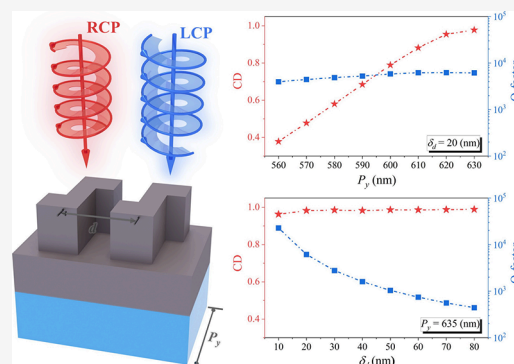 RCP
LCP
d
P_y
CD
1.0
0.8
0.6
0.4
10^5
10^4
10^3
10^2
Q factor
δ_d = 20 (nm)
560 570 580 590 600 610 620 630
P_y (nm)
CD
1.0
0.8
0.6
0.4
10^5
10^4
10^3
10^2
P_y = 635 (nm)
10 20 30 40 50 60 70 80
(nm)